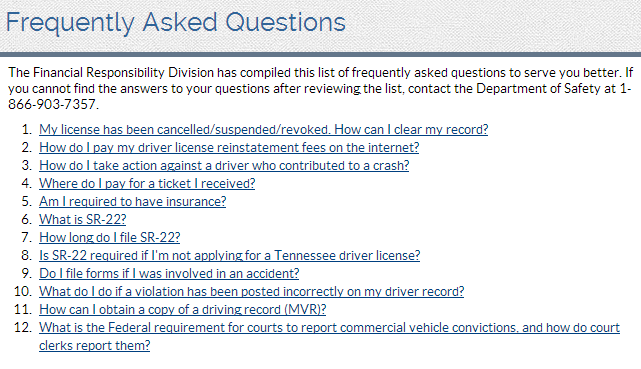 Frequently Asked Questions
The Financial Responsibility Division has compiled this list of frequently asked questions to serve you better. If
you cannot find the answers to your questions after reviewing the list, contact the Department of Safety at 1-
866-903-7357.
1. My license has been cancelled/suspended/revoked. How can I clear my record?
2. How do I pay my driver license reinstatement fees on the internet?
3. How do I take action against a driver who contributed to a crash?
4. Where do I pay for a ticket I received?
5. Am I required to have insurance?
6. What is SR-22?
7. How long do I file SR-22?
8. Is SR-22 required if I'm not applying for a Tennessee driver license?
9. Do I file forms if I was involved in an accident?
10. What do I do if a violation has been posted incorrectly on my driver record?
11. How can I obtain a copy of a driving record (MVR)?
12. What is the Federal requirement for courts to report commercial vehicle convictions, and how do court
clerks report them?